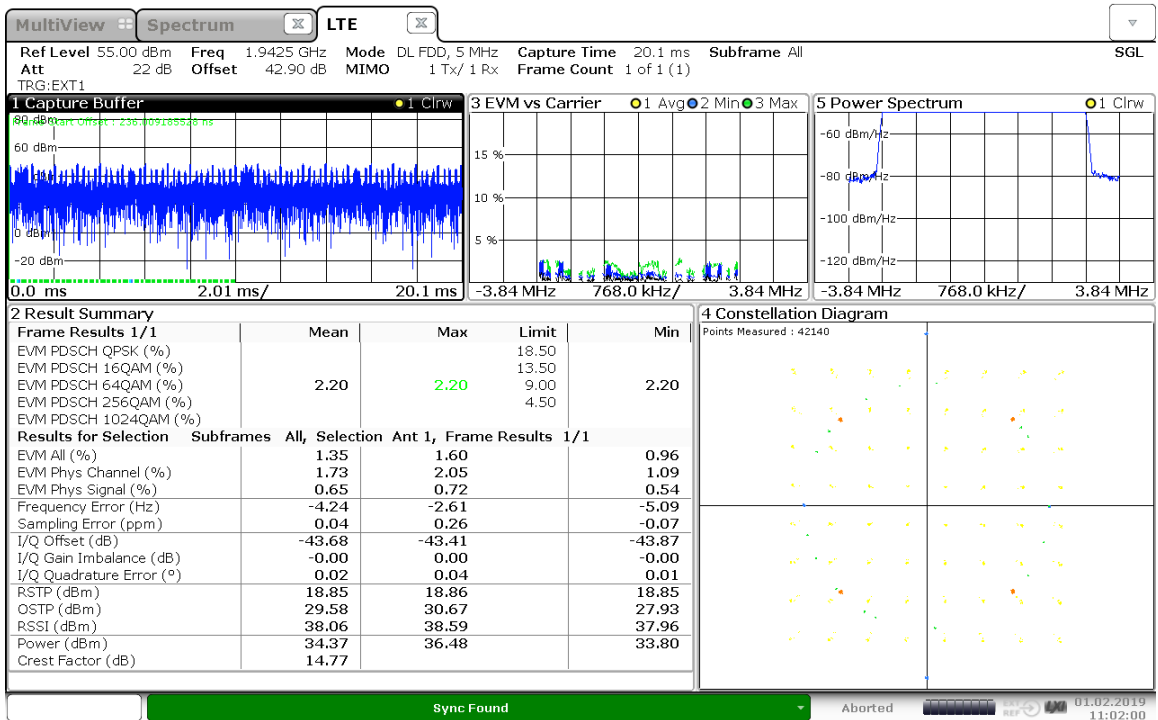 MultiView Spectrum LTE
Ref Level 55.00 dBm Freq 1.9425 GHz Mode DL FDD, 5 MHz Capture Time 20.1 ms Subframe All SGL
Att 22 dB Offset 42.90 dB MIMO 1 Tx/ 1 Rx Frame Count 1 of 1 (1)
TRG:EXT1
1 Capture Buffer 1 Clrw
80 dBm
Frame Start Offset : 236.009185528 ns
60 dBm
0 dBm
-20 dBm
0.0 ms 2.01 ms/ 20.1 ms
3 EVM vs Carrier 1 Avg 2 Min 3 Max
15 %
10 %
5 %
-3.84 MHz 768.0 kHz/ 3.84 MHz
5 Power Spectrum 1 Clrw
-60 dBm/Hz
-80 dBm/Hz
-100 dBm/Hz
-120 dBm/Hz
-3.84 MHz 768.0 kHz/ 3.84 MHz
2 Result Summary
Frame Results 1/1 Mean Max Limit Min
EVM PDSCH QPSK (%) 18.50
EVM PDSCH 16QAM (%) 13.50
EVM PDSCH 64QAM (%) 2.20 2.20 9.00 2.20
EVM PDSCH 256QAM (%) 4.50
EVM PDSCH 1024QAM (%)
Results for Selection Subframes All, Selection Ant 1, Frame Results 1/1
EVM All (%) 1.35 1.60 0.96
EVM Phys Channel (%) 1.73 2.05 1.09
EVM Phys Signal (%) 0.65 0.72 0.54
Frequency Error (Hz) -4.24 -2.61 -5.09
Sampling Error (ppm) 0.04 0.26 -0.07
I/Q Offset (dB) -43.68 -43.41 -43.87
I/Q Gain Imbalance (dB) -0.00 0.00 -0.00
I/Q Quadrature Error (°) 0.02 0.04 0.01
RSTP (dBm) 18.85 18.86 18.85
OSTP (dBm) 29.58 30.67 27.93
RSSI (dBm) 38.06 38.59 37.96
Power (dBm) 34.37 36.48 33.80
Crest Factor (dB) 14.77
4 Constellation Diagram
Points Measured : 42140
Sync Found
Aborted
EXT REF
LXI
01.02.2019
11:02:00